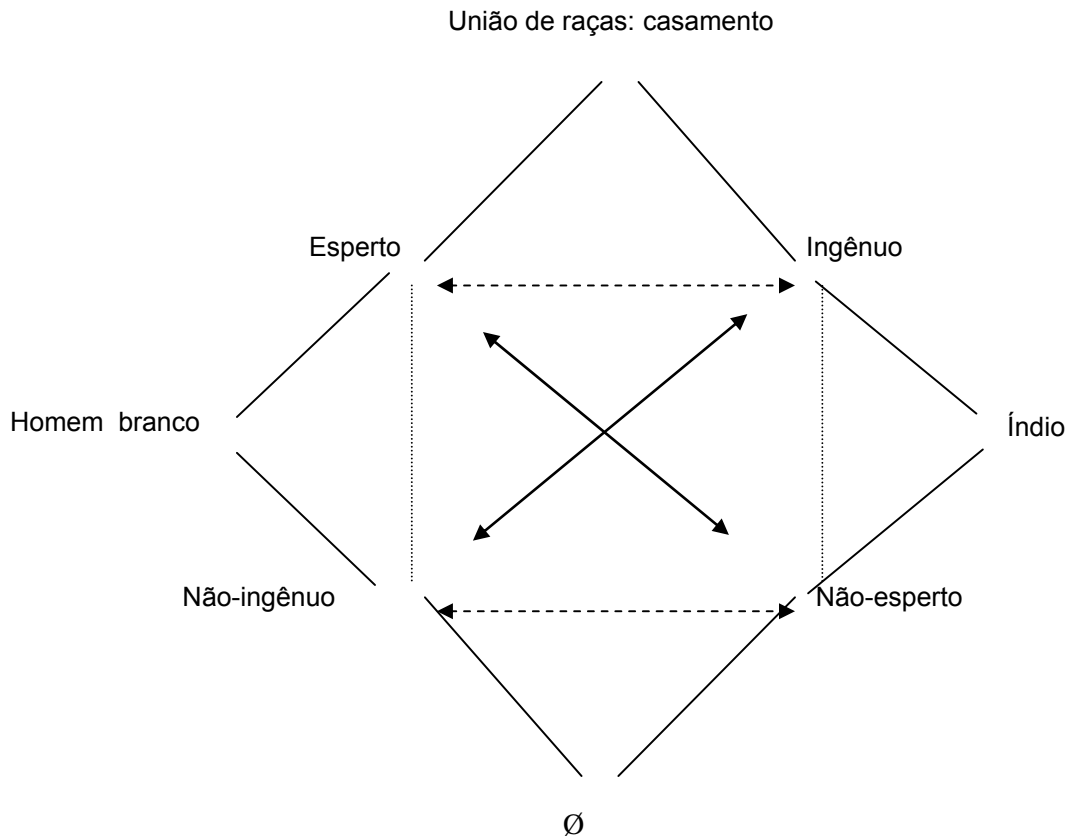 União de raças: casamento
Esperto
Ingênuo
Homem branco
Índio
Não-ingênuo
Não-esperto
Ø